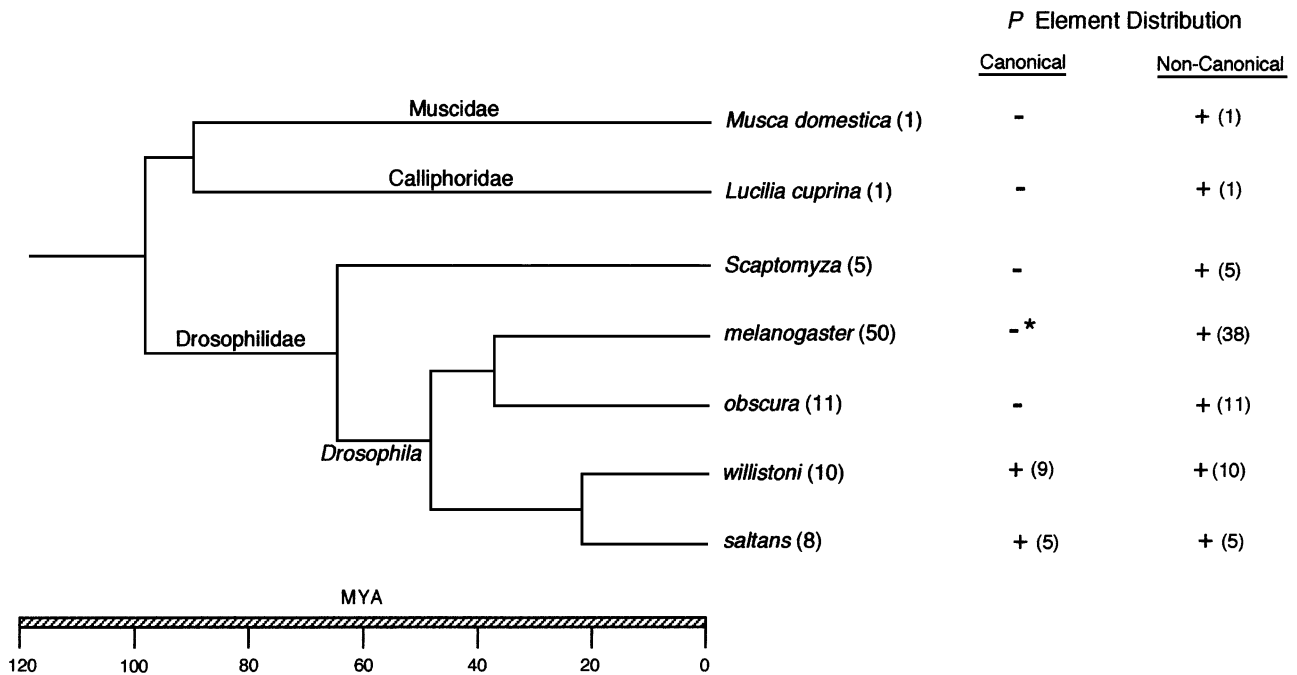 P Element Distribution
Canonical Non-Canonical
Muscidae Musca domestica (1) - + (1)
Calliphoridae Lucilia cuprina (1) - + (1)
Scaptomyza (5) - + (5)
Drosophilidae melanogaster (50) -* + (38)
obscura (11) - + (11)
Drosophila willistoni (10) + (9) + (10)
saltans (8) + (5) + (5)
MYA
120 100 80 60 40 20 0